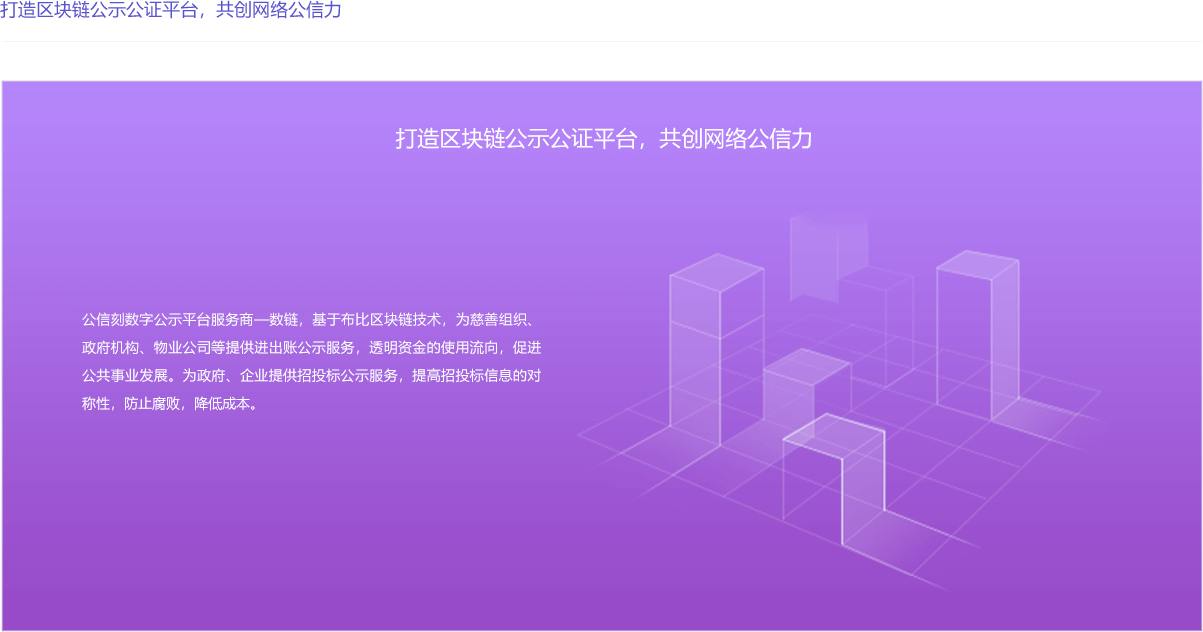 打造区块链公示公证平台，共创网络公信力
打造区块链公示公证平台，共创网络公信力
公信刻数字公示平台服务商—数链，基于布比区块链技术，为慈善组织、
政府机构、物业公司等提供进出账公示服务，透明资金的使用流向，促进
公共事业发展。为政府、企业提供招投标公示服务，提高招投标信息的对
称性，防止腐败，降低成本。